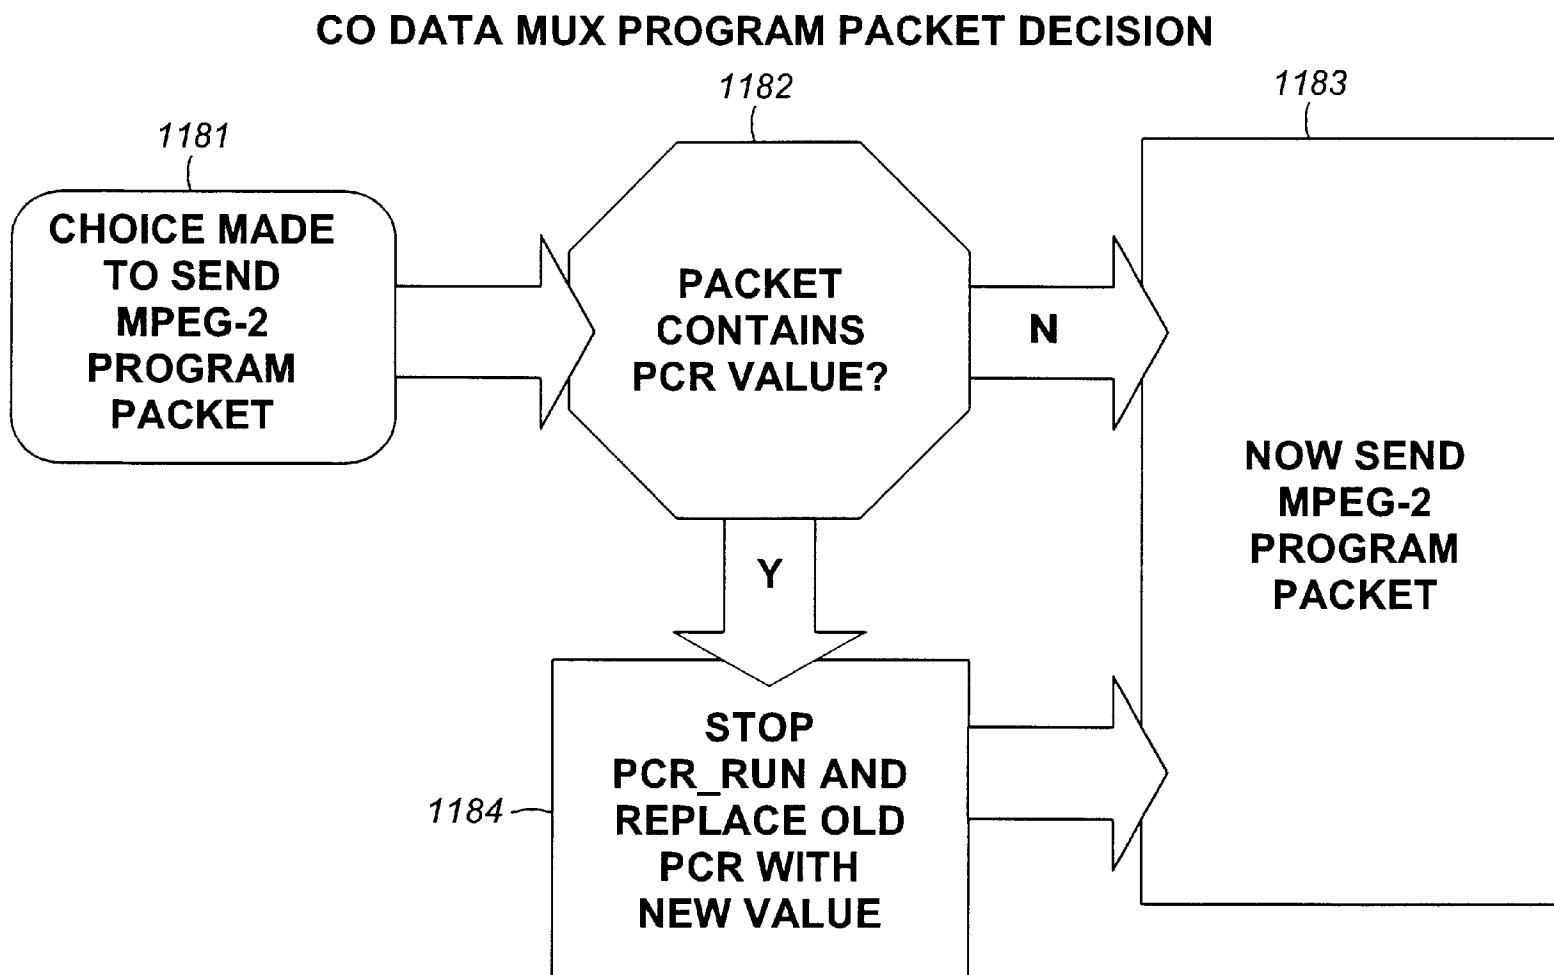 CO DATA MUX PROGRAM PACKET DECISION
1181
CHOICE MADE
TO SEND
MPEG-2
PROGRAM
PACKET
1182
PACKET
CONTAINS
PCR VALUE?
N
Y
1183
NOW SEND
MPEG-2
PROGRAM
PACKET
1184
STOP
PCR_RUN AND
REPLACE OLD
PCR WITH
NEW VALUE